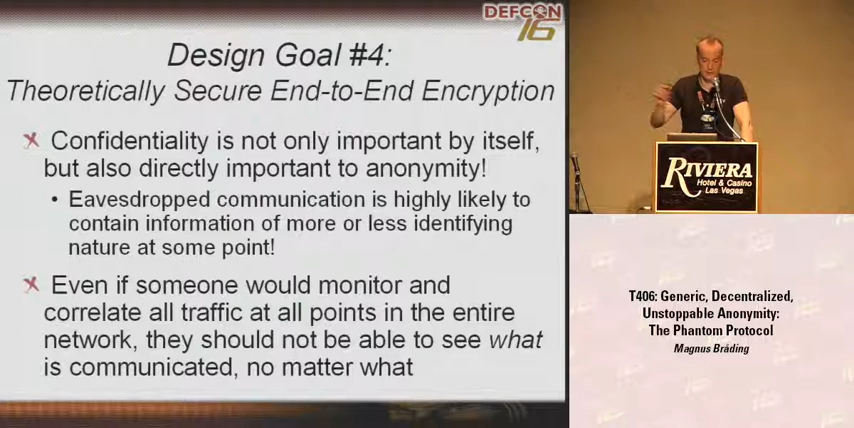 DEFCON
16
Design Goal #4:
Theoretically Secure End-to-End Encryption
Confidentiality is not only important by itself,
but also directly important to anonymity!
• Eavesdropped communication is highly likely to
contain information of more or less identifying
nature at some point!
Even if someone would monitor and
correlate all traffic at all points in the entire
network, they should not be able to see what
is communicated, no matter what
RIVIERA
Hotel & Casino
Las Vegas
T406: Generic, Decentralized,
Unstoppable Anonymity:
The Phantom Protocol
Magnus Bråding